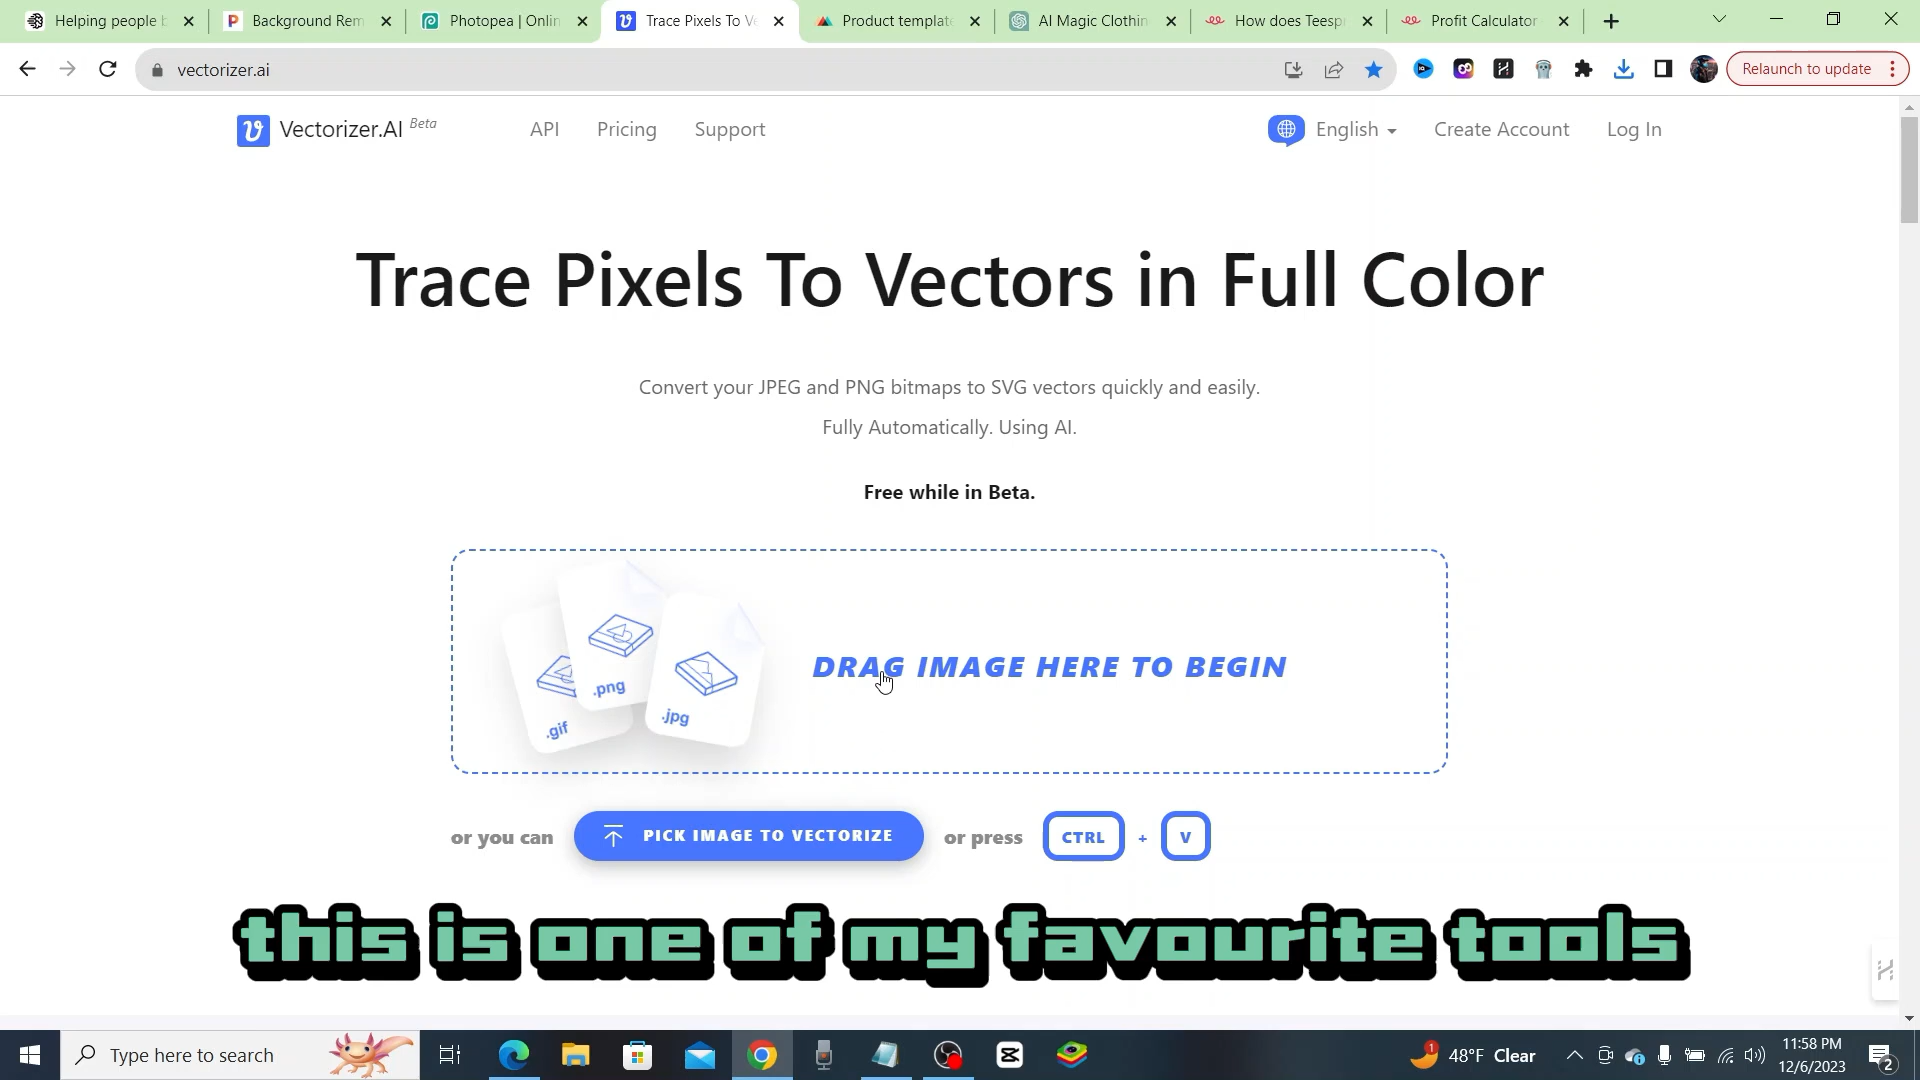 Helping people b
Background Rem
Photopea | Onlin
Trace Pixels To Ve
Product template
AI Magic Clothin
How does Teespr
Profit Calculator
vectorizer.ai
Relaunch to update
Vectorizer.AI Beta
API
Pricing
Support
English
Create Account
Log In
Trace Pixels To Vectors in Full Color
Convert your JPEG and PNG bitmaps to SVG vectors quickly and easily.
Fully Automatically. Using AI.
Free while in Beta.
.gif
.png
.jpg
DRAG IMAGE HERE TO BEGIN
or you can
PICK IMAGE TO VECTORIZE
or press
CTRL
+
V
this is one of my favourite tools
Type here to search
1
48°F Clear
11:58 PM
12/6/2023
2